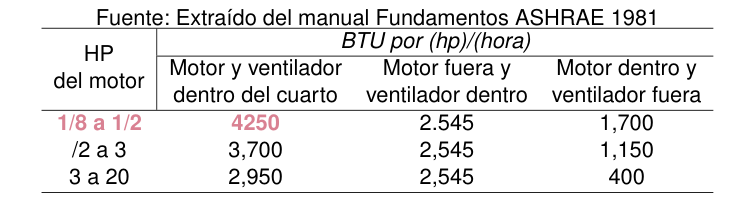 Fuente: Extraído del manual Fundamentos ASHRAE 1981
HP del motor BTU por (hp)/(hora)
Motor y ventilador dentro del cuarto Motor fuera y ventilador dentro Motor dentro y ventilador fuera
1/8 a 1/2 4250 2.545 1,700
/2 a 3 3,700 2,545 1,150
3 a 20 2,950 2,545 400